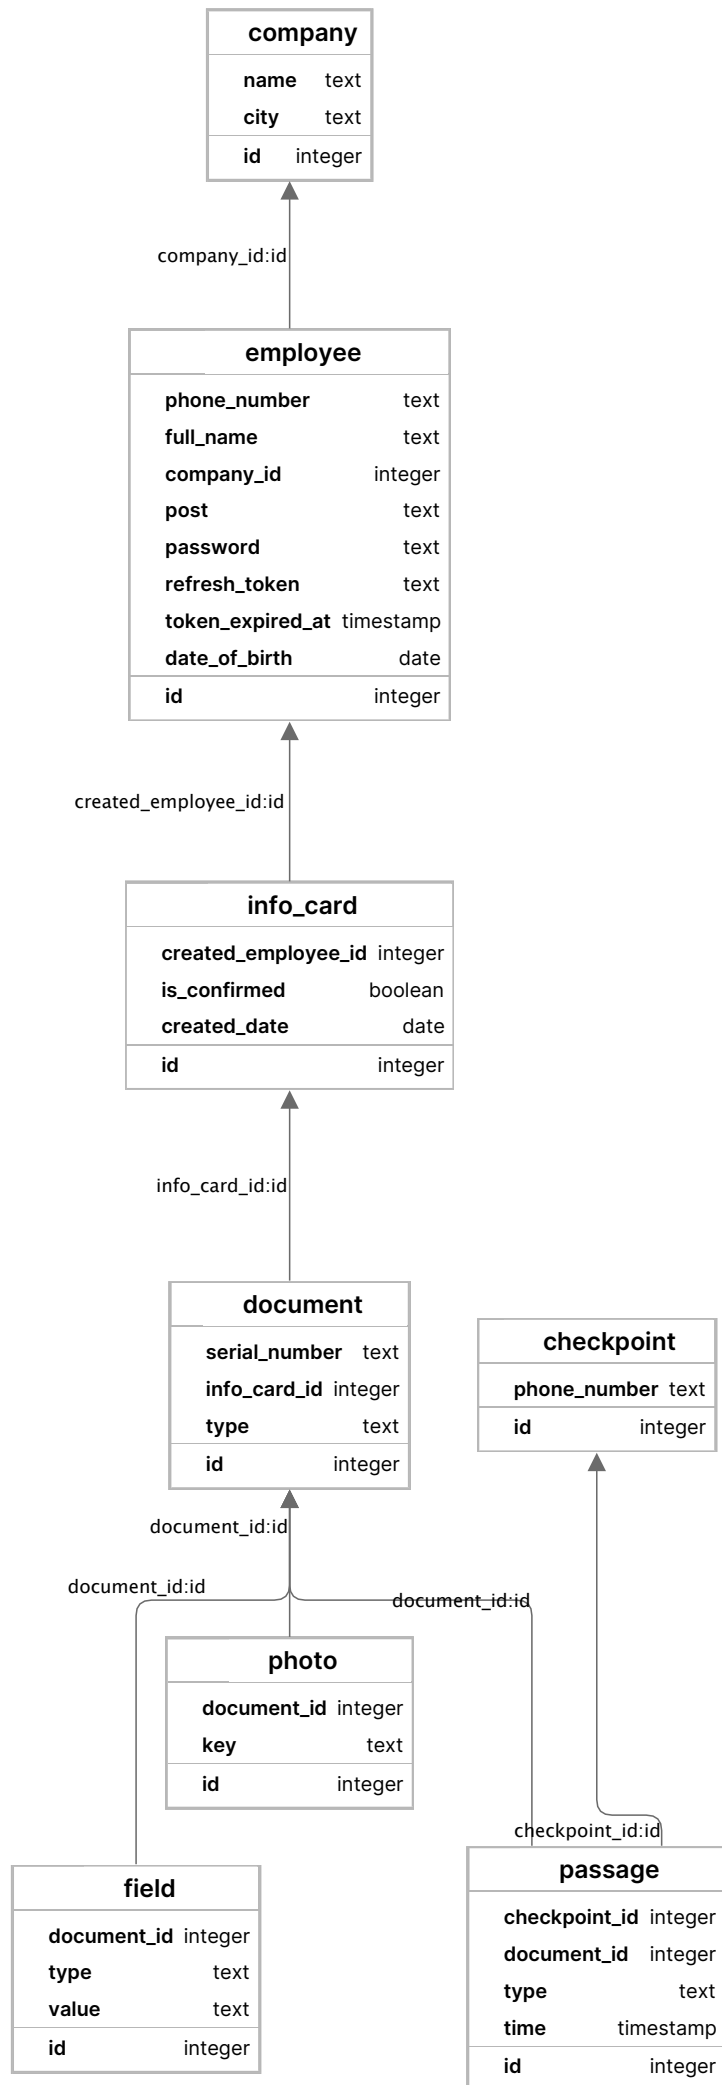 company
name text
city text
id integer
company_id:id
employee
phone_number text
full_name text
company_id integer
post text
password text
refresh_token text
token_expired_at timestamp
date_of_birth date
id integer
created_employee_id:id
info_card
created_employee_id integer
is_confirmed boolean
created_date date
id integer
info_card_id:id
document
serial_number text
info_card_id integer
type text
id integer
checkpoint
phone_number text
id integer
document_id:id
document_id:id
document_id:id
photo
document_id integer
key text
id integer
checkpoint_id:id
field
document_id integer
type text
value text
id integer
passage
checkpoint_id integer
document_id integer
type text
time timestamp
id integer